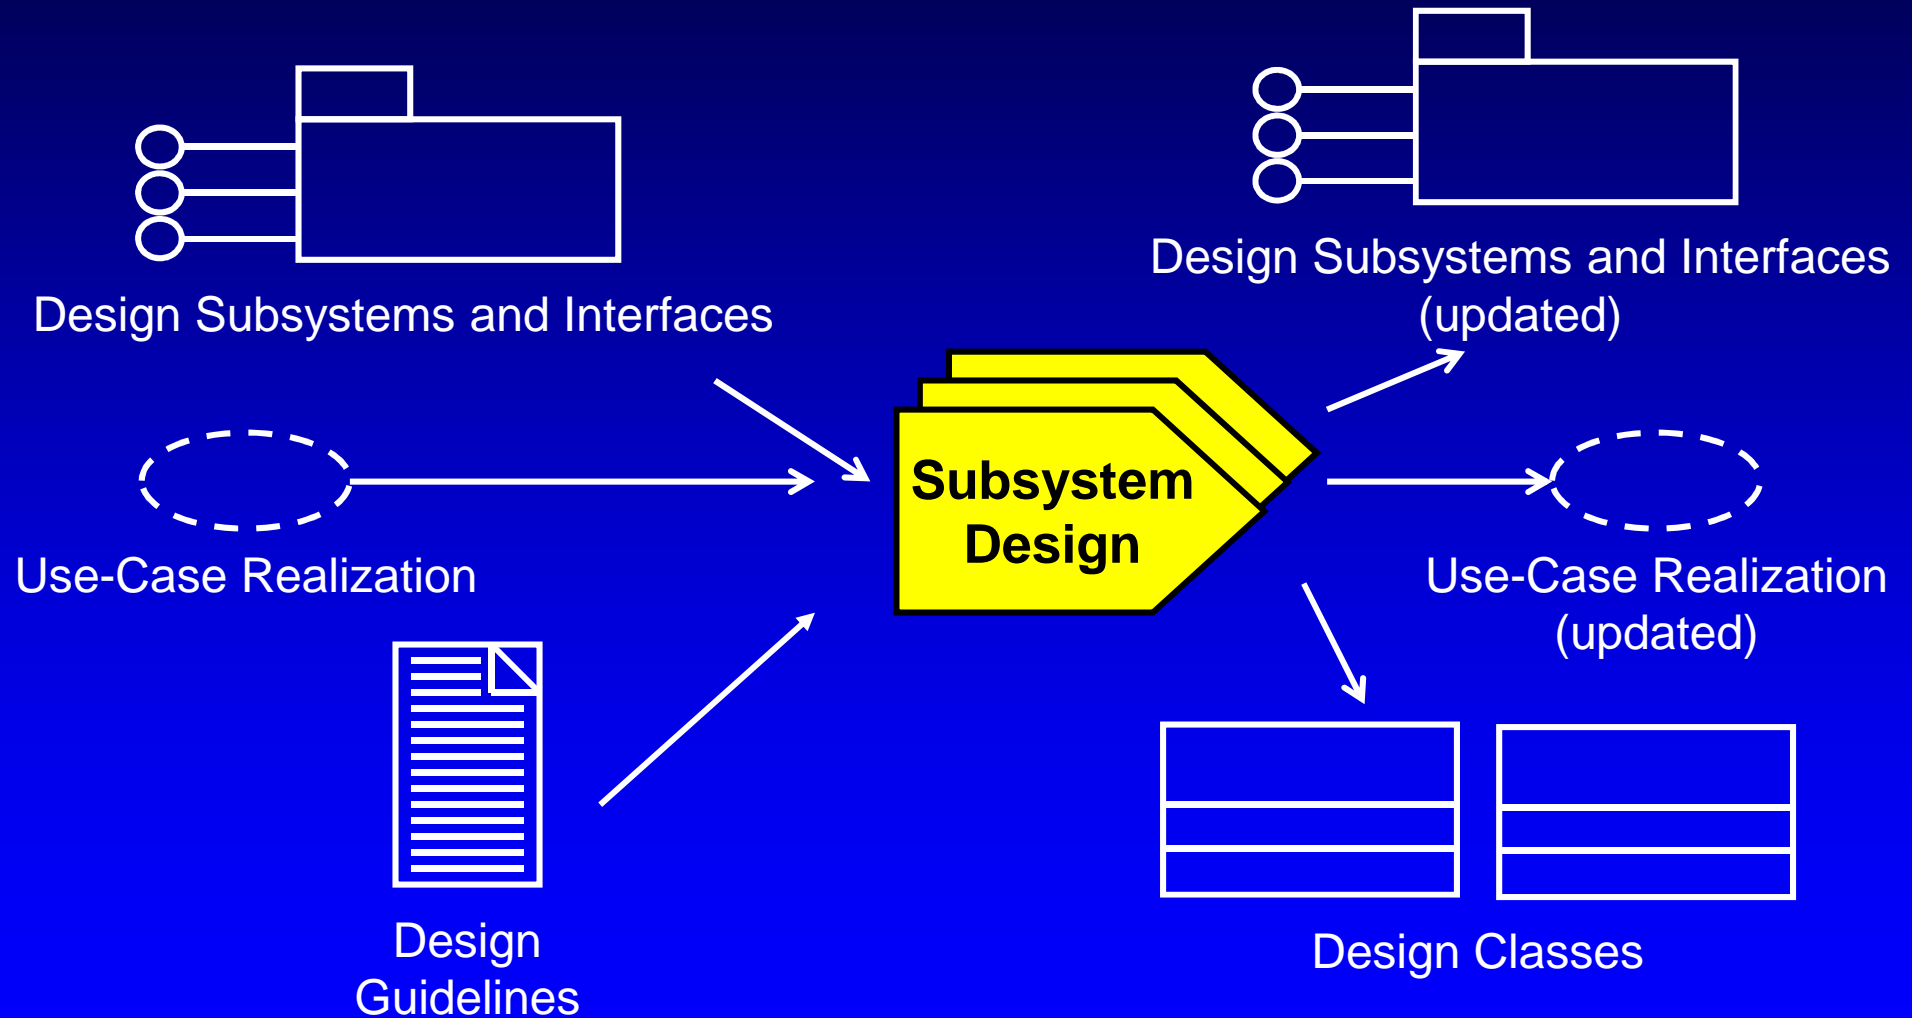 Design Subsystems and Interfaces
Use-Case Realization
Design
Guidelines
Subsystem
Design
Design Subsystems and Interfaces
(updated)
Use-Case Realization
(updated)
Design Classes